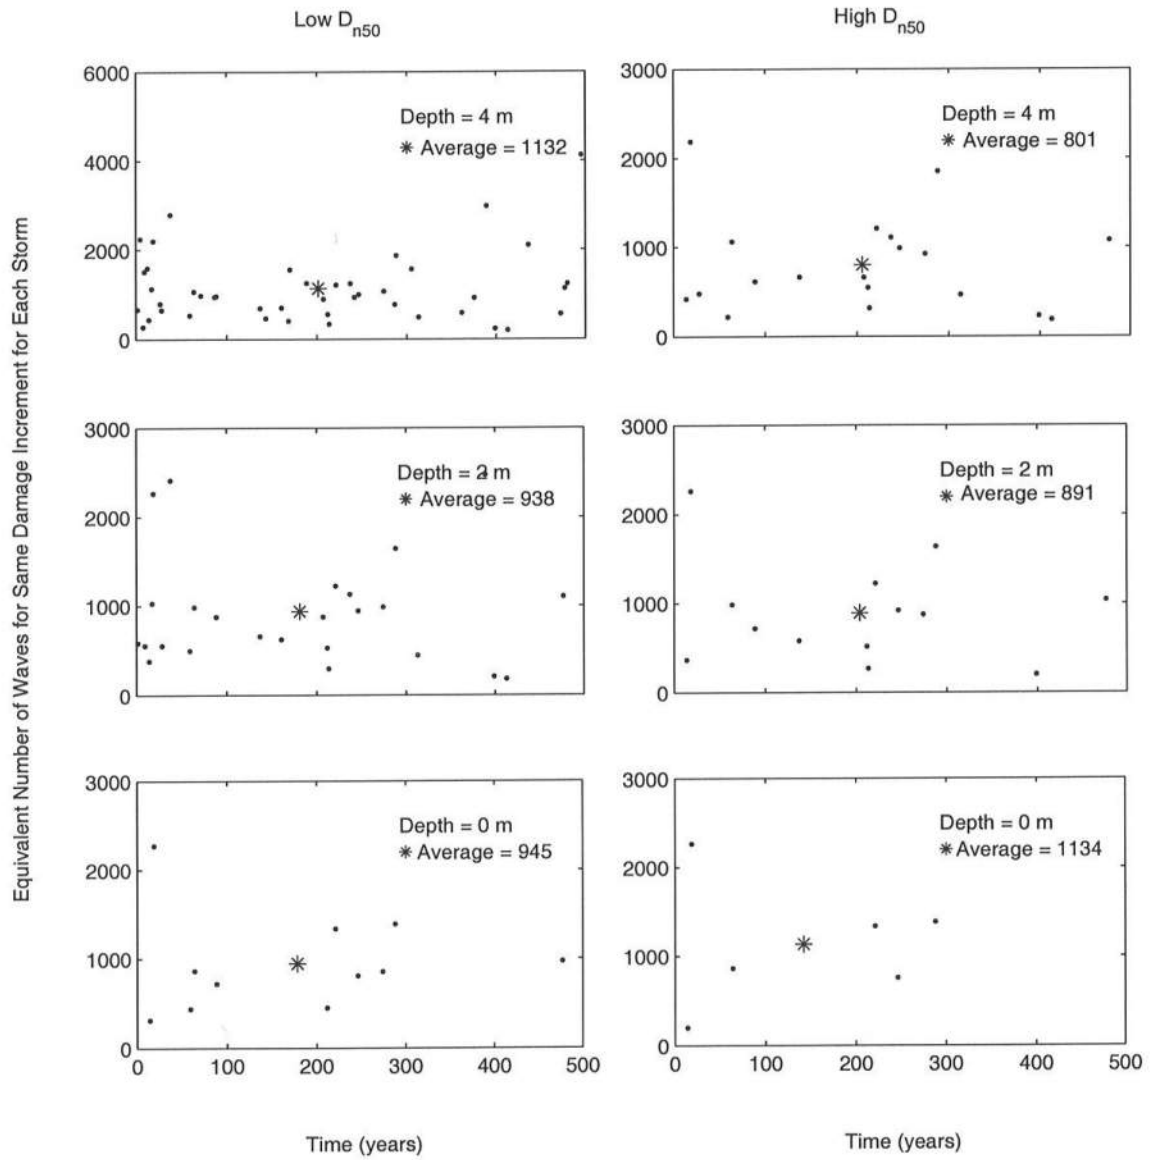 Low Dn50
High Dn50
Equivalent Number of Waves for Same Damage Increment for Each Storm
6000
4000
2000
0
Depth = 4 m
Average = 1132
3000
2000
1000
0
Depth = 4 m
Average = 801
3000
2000
1000
0
Depth = 2 m
Average = 938
3000
2000
1000
0
Depth = 2 m
Average = 891
3000
2000
1000
0
Depth = 0 m
Average = 945
0 100 200 300 400 500
Time (years)
3000
2000
1000
0
Depth = 0 m
Average = 1134
0 100 200 300 400 500
Time (years)